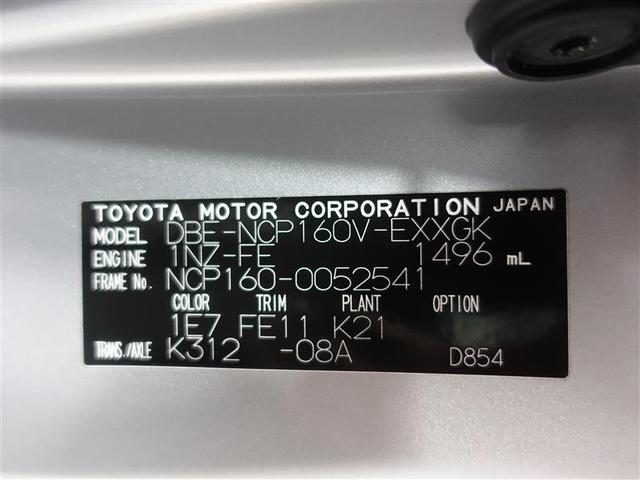 TOYOTA MOTOR CORPORATION JAPAN
MODEL DBE-NCP160V-EXXGK
ENGINE 1NZ-FE 1496 mL
FRAME No. NCP160-0052541
COLOR TRIM PLANT OPTION
1E7 FE11 K21
TRANS./AXLE K312 -08A D854